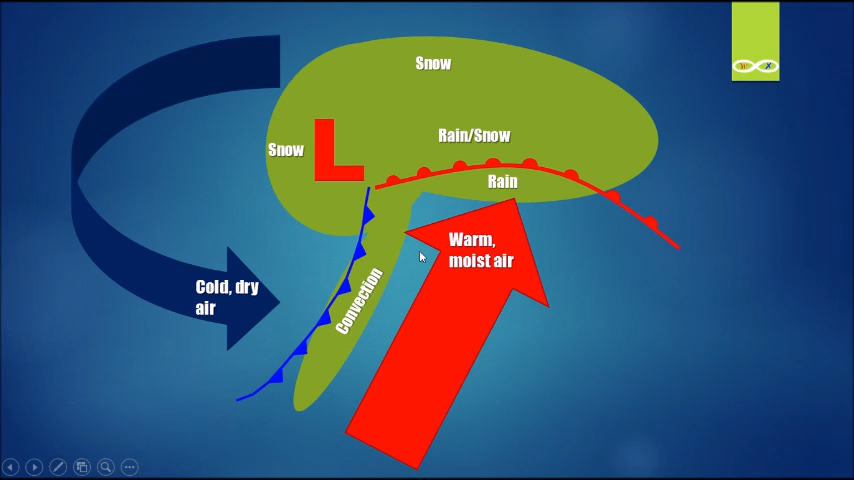 Snow
Rain/Snow
Snow
L
Rain
Warm,
moist air
Cold, dry
air
Convection